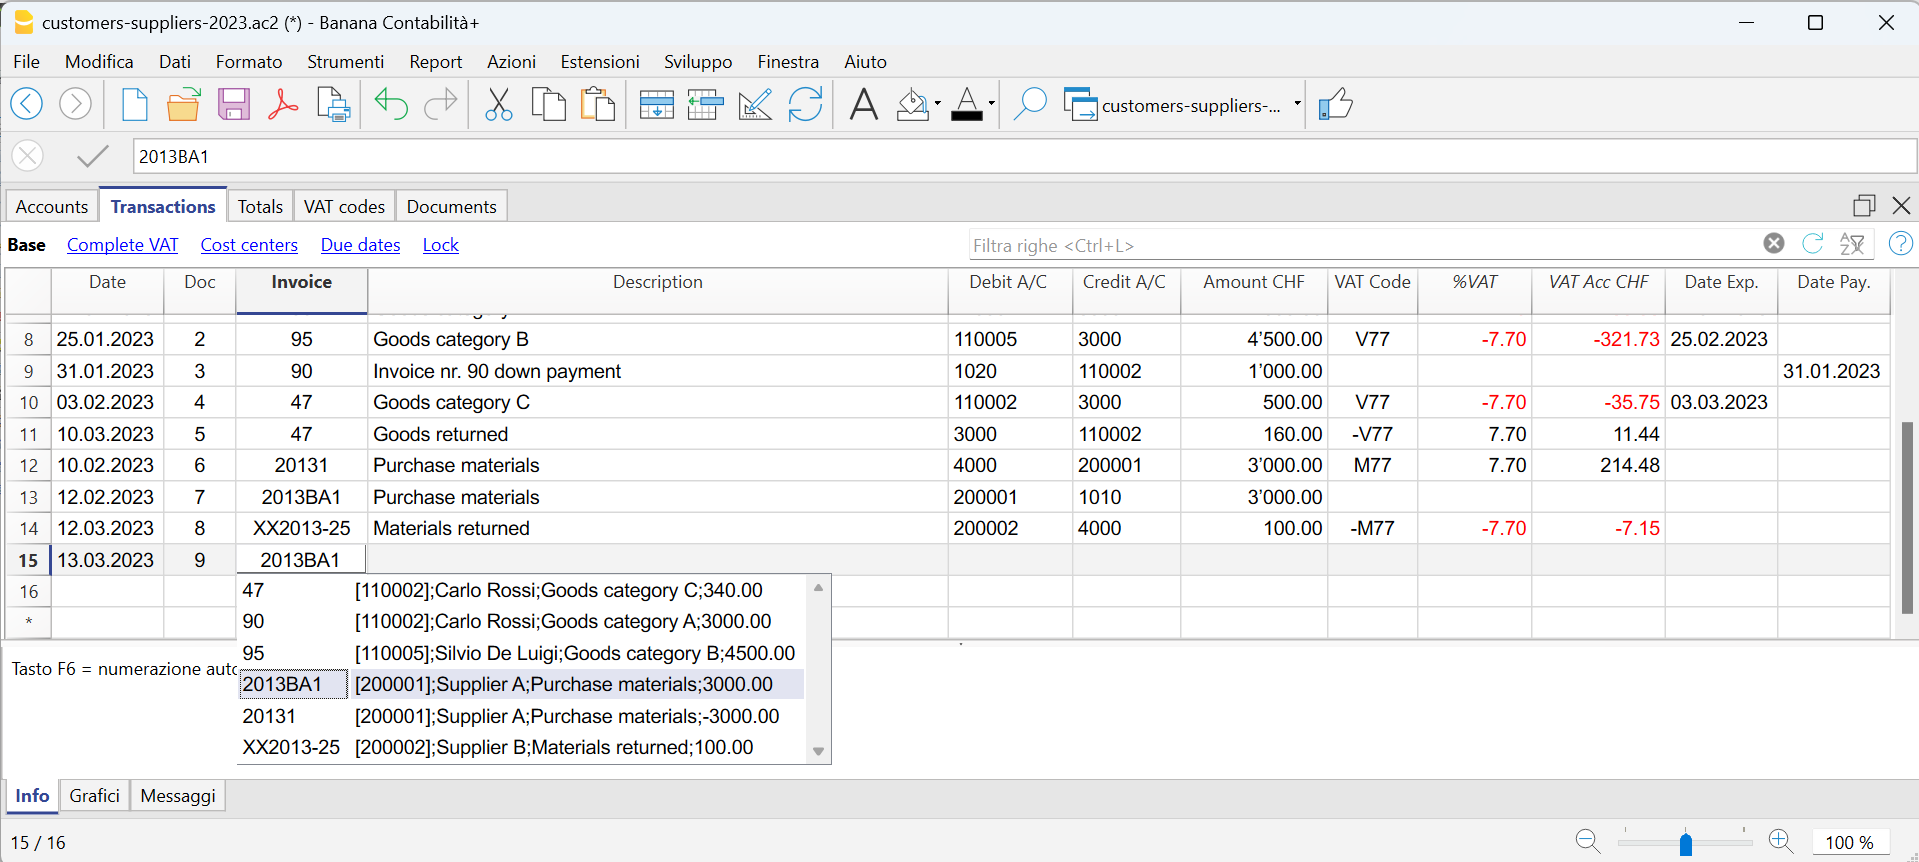 customers-suppliers-2023.ac2 (*) - Banana Contabilità+
File Modifica Dati Formato Strumenti Report Azioni Estensioni Sviluppo Finestra Aiuto
customers-suppliers-...
2013BA1
Accounts Transactions Totals VAT codes Documents
Base Complete VAT Cost centers Due dates Lock Filtra righe <Ctrl+L>
Date Doc Invoice Description Debit A/C Credit A/C Amount CHF VAT Code %VAT VAT Acc CHF Date Exp. Date Pay.
8 25.01.2023 2 95 Goods category B 110005 3000 4'500.00 V77 -7.70 -321.73 25.02.2023
9 31.01.2023 3 90 Invoice nr. 90 down payment 1020 110002 1'000.00 31.01.2023
10 03.02.2023 4 47 Goods category C 110002 3000 500.00 V77 -7.70 -35.75 03.03.2023
11 10.03.2023 5 47 Goods returned 3000 110002 160.00 -V77 7.70 11.44
12 10.02.2023 6 20131 Purchase materials 4000 200001 3'000.00 M77 7.70 214.48
13 12.02.2023 7 2013BA1 Purchase materials 200001 1010 3'000.00
14 12.03.2023 8 XX2013-25 Materials returned 200002 4000 100.00 -M77 -7.70 -7.15
15 13.03.2023 9 2013BA1
16
*
47 [110002];Carlo Rossi;Goods category C;340.00
90 [110002];Carlo Rossi;Goods category A;3000.00
95 [110005];Silvio De Luigi;Goods category B;4500.00
2013BA1 [200001];Supplier A;Purchase materials;3000.00
20131 [200001];Supplier A;Purchase materials;-3000.00
XX2013-25 [200002];Supplier B;Materials returned;100.00
Tasto F6 = numerazione auto
Info Grafici Messaggi
15 / 16 100 %